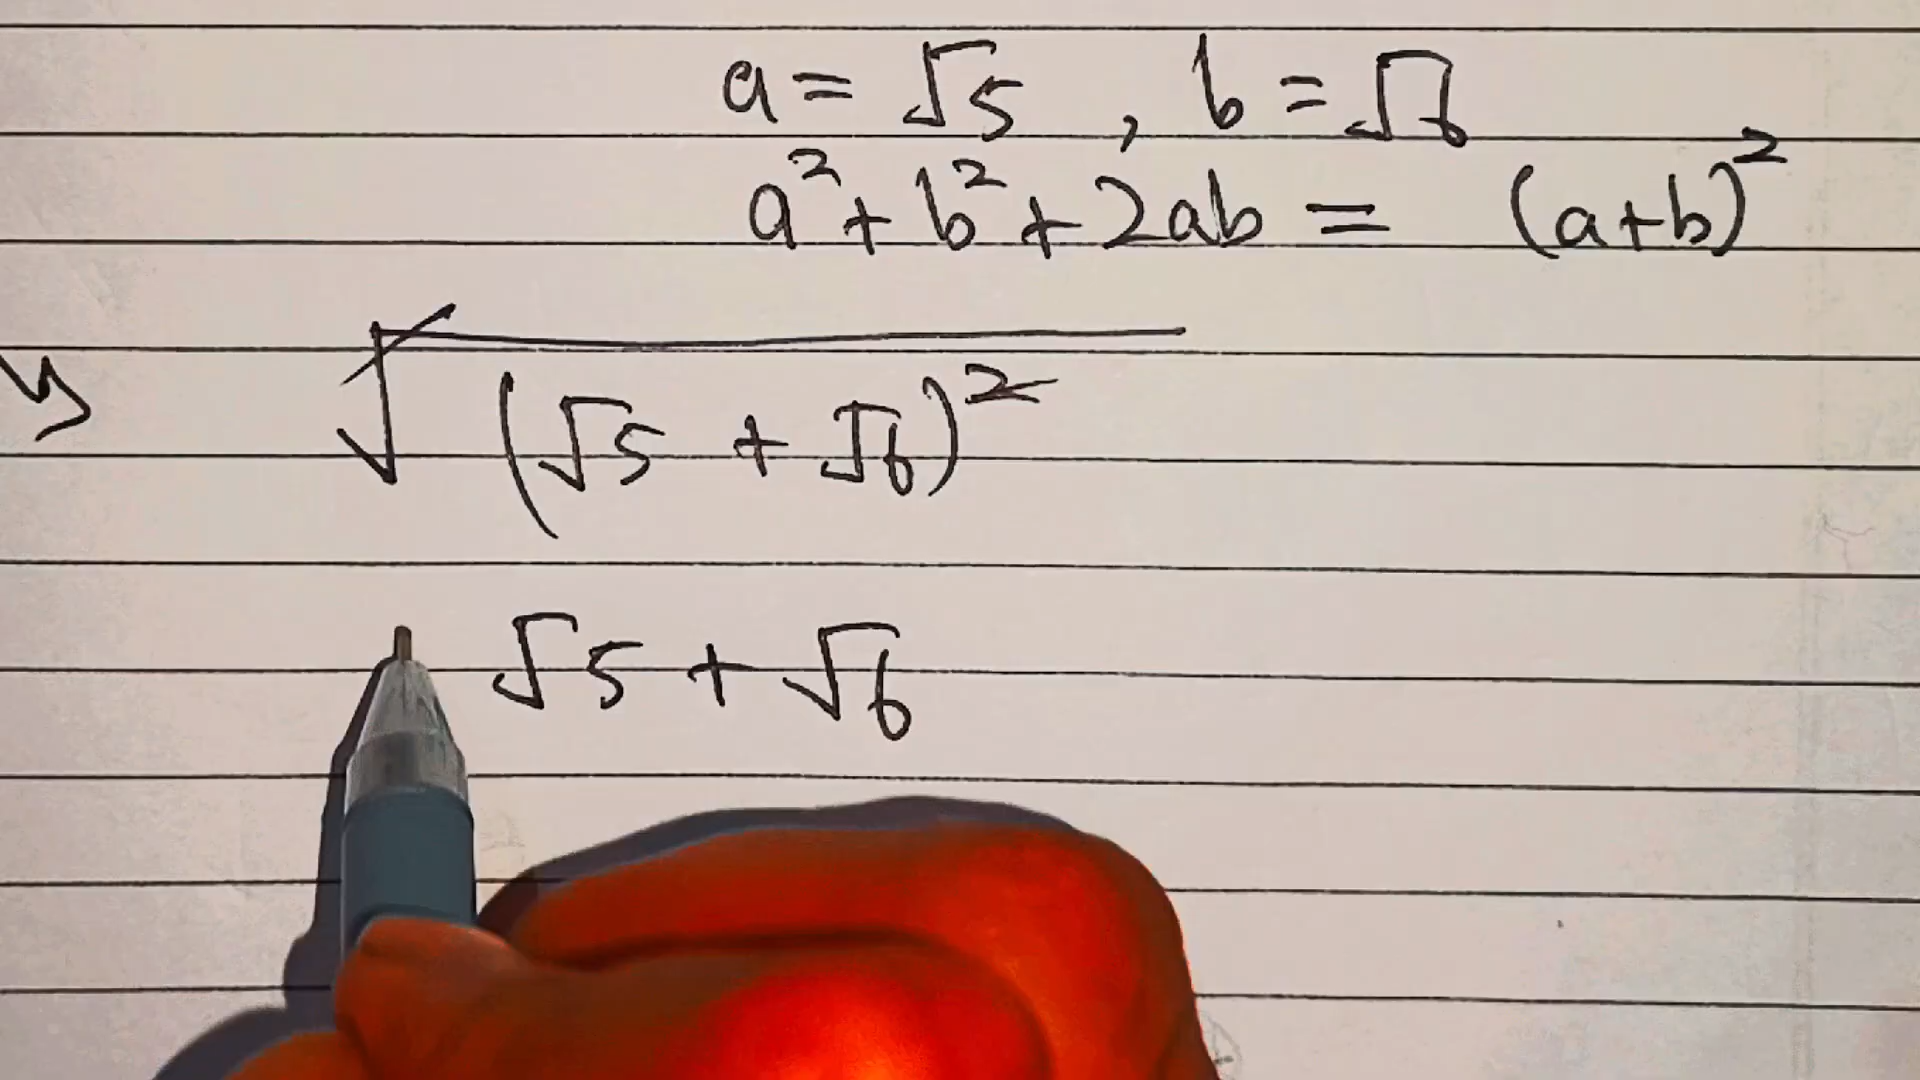 a = √5 , b = √6
a² + b² + 2ab = (a+b)²
y √(√5 + √6)²
√5 + √6